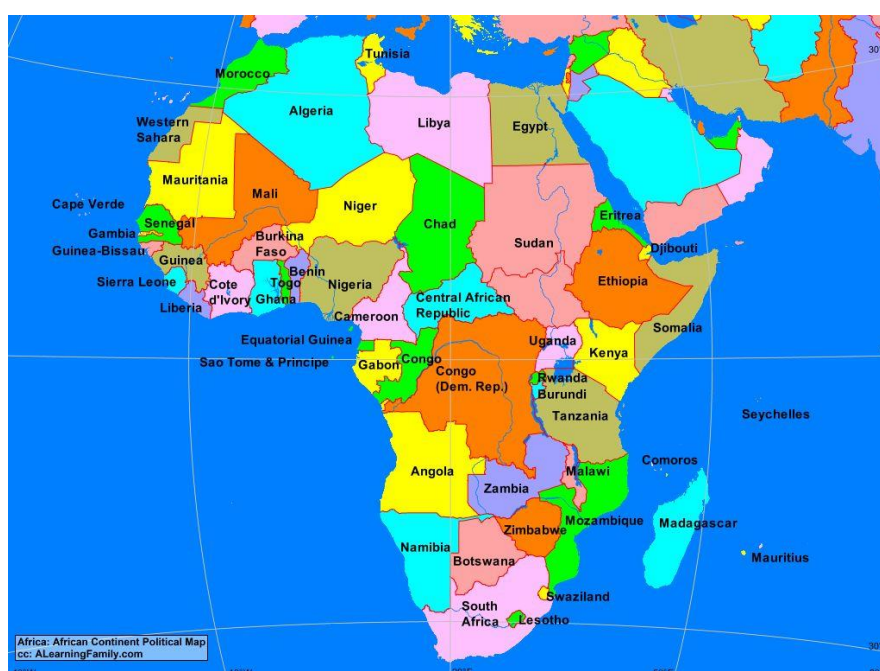 Tunisia
Morocco
Algeria
Libya
Egypt
Western
Sahara
Mauritania
Mali
Niger
Chad
Sudan
Eritrea
Djibouti
Cape Verde
Senegal
Gambia
Guinea-Bissau
Guinea
Burkina
Faso
Benin
Togo
Nigeria
Sierra Leone
Liberia
Cote
d'Ivory
Ghana
Cameroon
Central African
Republic
Ethiopia
Somalia
Equatorial Guinea
Sao Tome & Principe
Gabon
Congo
Congo
(Dem. Rep.)
Uganda
Kenya
Rwanda
Burundi
Tanzania
Seychelles
Comoros
Angola
Zambia
Malawi
Mozambique
Madagascar
Mauritius
Namibia
Zimbabwe
Botswana
Swaziland
South
Africa
Lesotho
Africa: African Continent Political Map
cc: ALearningFamily.com
30